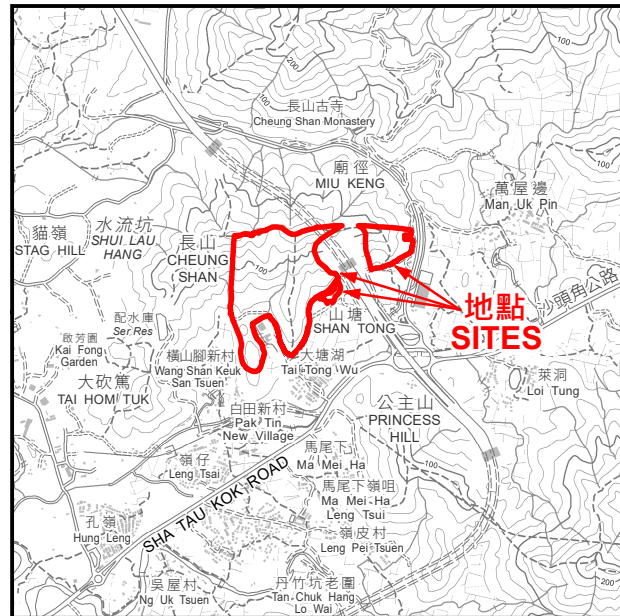 100
200
100
200
長山古寺
Cheung Shan Monastery
廟徑
MIU KENG
萬屋邊
Man Uk Pin
水流坑
SHUI LAU
HANG
貓嶺
STAG HILL
長山
CHEUNG
SHAN
100
100
100
配水庫
Ser Res
山塘
SHAN TONG
地點
SITES
沙頭角公路
啟芳園
Kai Fong
Garden
橫山腳新村
Wang Shan Keuk
San Tsuen
大塘湖
Tai Tong Wu
大砍篤
TAI HOM TUK
萊洞
Loi Tung
白田新村
Pak Tin
New Village
公主山
PRINCESS
HILL
嶺仔
Leng Tsai
馬尾下
Ma Mei Ha
100
馬尾下嶺咀
Ma Mei Ha
Leng Tsui
SHA TAU KOK ROAD
孔嶺
Hung Leng
嶺皮村
Leng Pei Tsuen
吳屋村
Ng Uk Tsuen
丹竹坑老圍
Tan Chuk Hang
Lo Wai
100
200